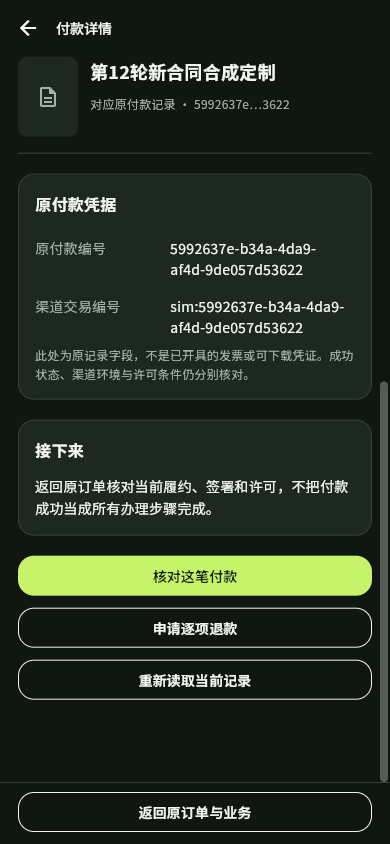 付款详情
第12轮新合同合成定制
对应原付款记录 · 5992637e…3622
原付款凭据
原付款编号
5992637e-b34a-4da9-
af4d-9de057d53622
渠道交易编号
sim:5992637e-b34a-4da9-
af4d-9de057d53622
此处为原记录字段，不是已开具的发票或可下载凭证。成功
状态、渠道环境与许可条件仍分别核对。
接下来
返回原订单核对当前履约、签署和许可，不把付款
成功当成所有办理步骤完成。
核对这笔付款
申请逐项退款
重新读取当前记录
返回原订单与业务